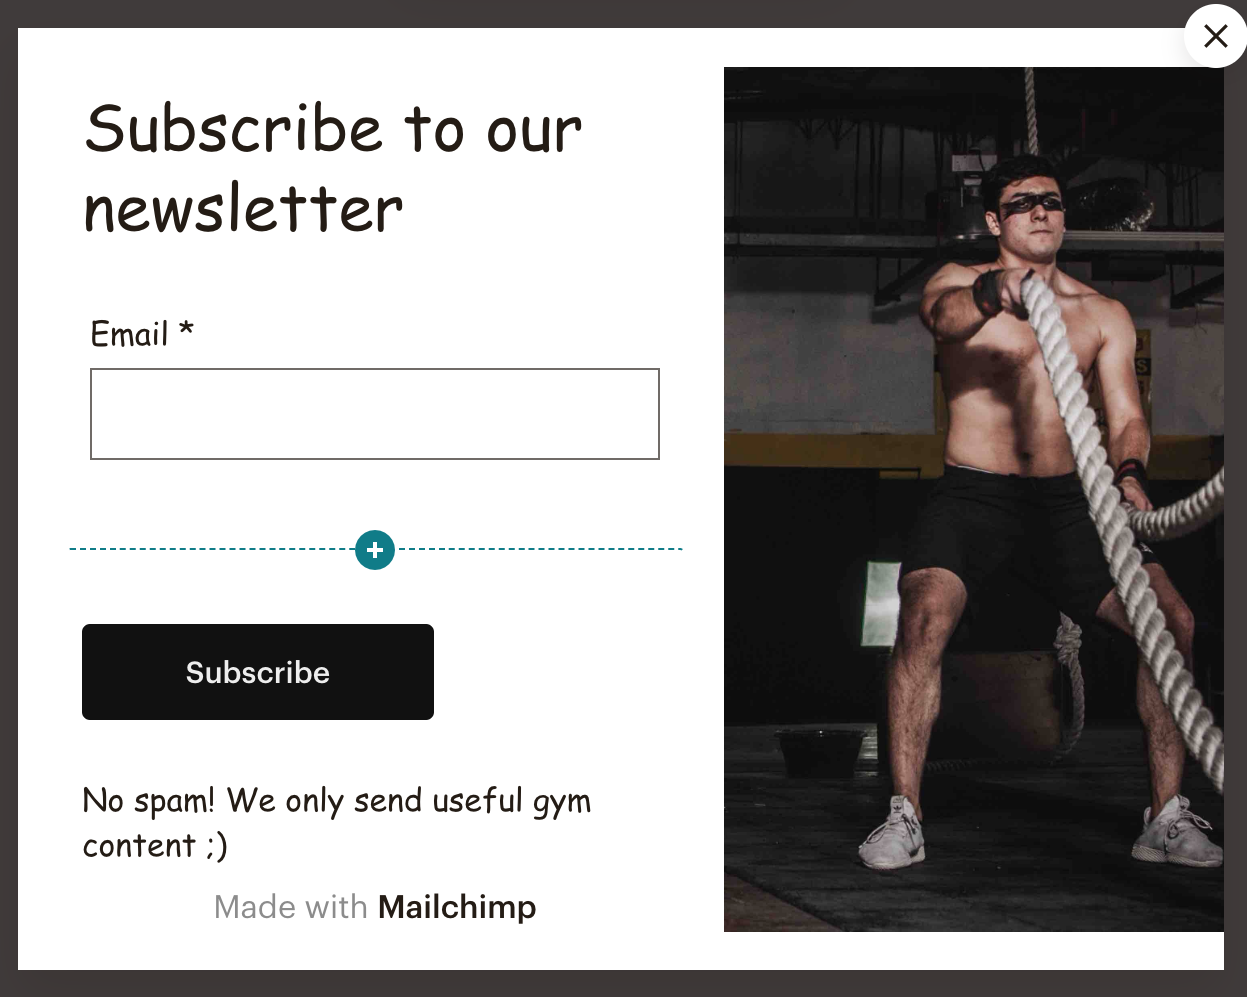 Subscribe to our
newsletter
Email *
Subscribe
No spam! We only send useful gym
content ;)
Made with Mailchimp